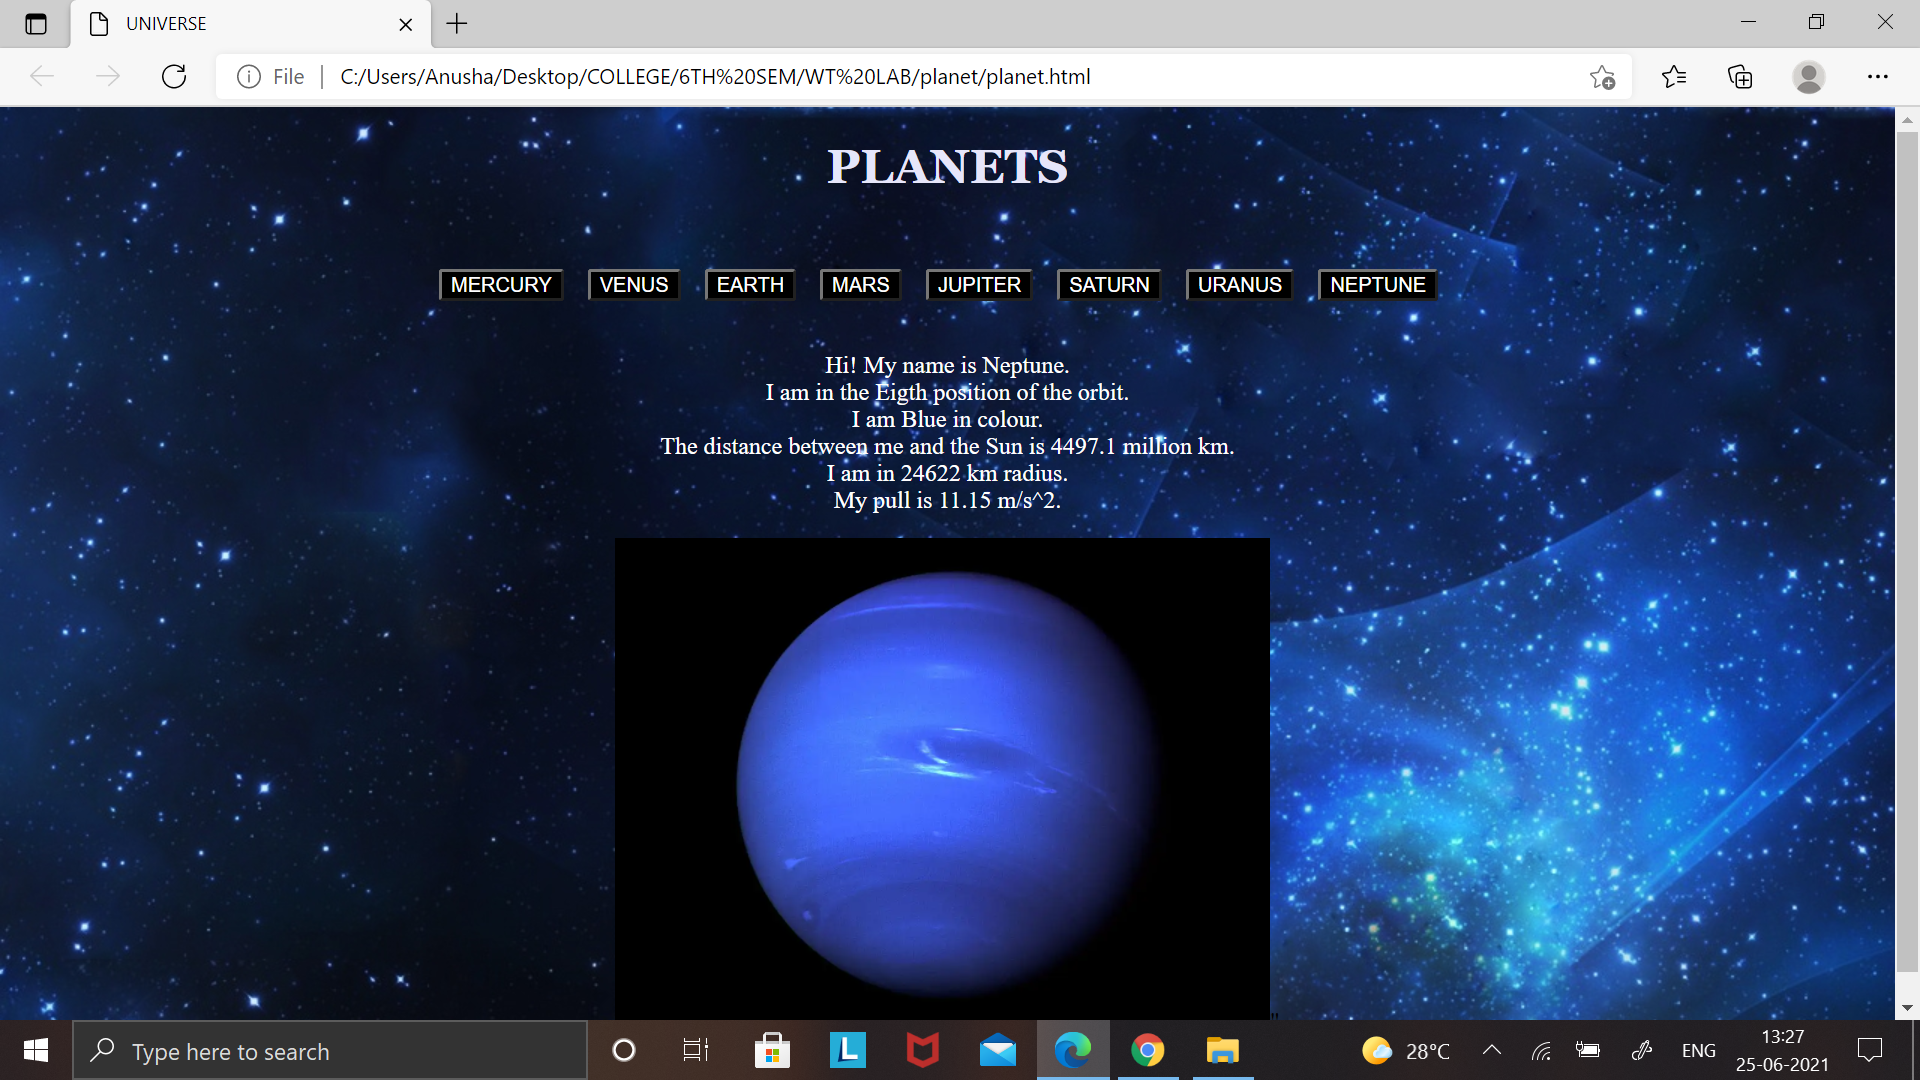 UNIVERSE
File
C:/Users/Anusha/Desktop/COLLEGE/6TH%20SEM/WT%20LAB/planet/planet.html
PLANETS
MERCURY VENUS EARTH MARS JUPITER SATURN URANUS NEPTUNE
Hi! My name is Neptune.
I am in the Eigth position of the orbit.
I am Blue in colour.
The distance between me and the Sun is 4497.1 million km.
I am in 24622 km radius.
My pull is 11.15 m/s^2.
"
Type here to search
L
28°C
ENG
13:27
25-06-2021